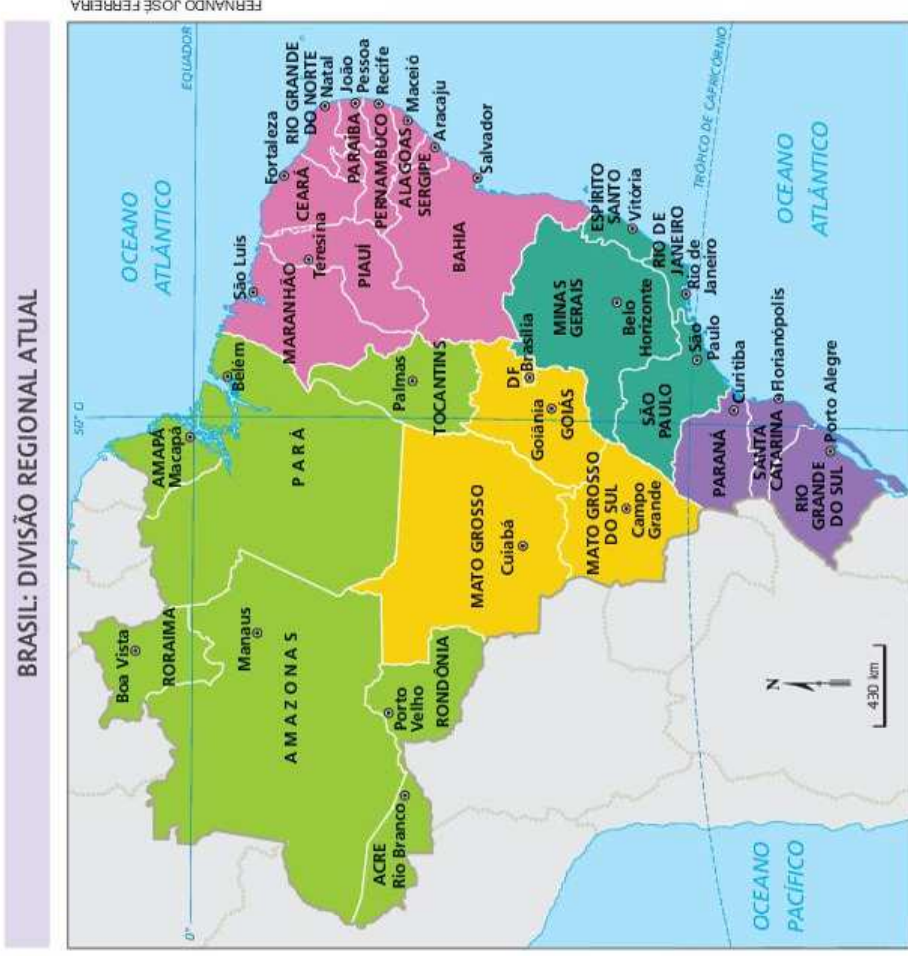 BRASIL: DIVISÃO REGIONAL ATUAL
FERNANDO JOSÉ FERREIRA
50° O
EQUADOR
0°
OCEANO
ATLÂNTICO
Boa Vista
RORAIMA
AMAPÁ
Macapá
Belém
São Luís
Manaus
AMAZONAS
PARÁ
MARANHÃO
Teresina
PIAUÍ
Fortaleza
CEARÁ
RIO GRANDE
DO NORTE
Natal
PARAÍBA
João
Pessoa
PERNAMBUCO
Recife
ALAGOAS
Maceió
SERGIPE
Aracaju
ACRE
Rio Branco
Porto
Velho
RONDÔNIA
Palmas
TOCANTINS
BAHIA
Salvador
MATO GROSSO
Cuiabá
DF
Brasília
Goiânia
GOIÁS
MINAS
GERAIS
Belo
Horizonte
ESPÍRITO
SANTO
Vitória
MATO GROSSO
DO SUL
Campo
Grande
SÃO
PAULO
São
Paulo
RIO DE
JANEIRO
Rio de
Janeiro
TRÓPICO DE CAPRICÓRNIO
PARANÁ
Curitiba
SANTA
CATARINA
Florianópolis
RIO
GRANDE
DO SUL
Porto Alegre
OCEANO
PACÍFICO
OCEANO
ATLÂNTICO
N
430 km